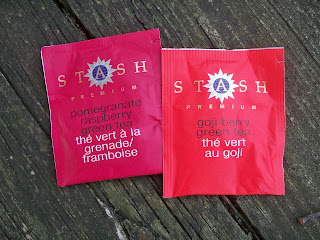 STASH
PREMIUM
pomegranate
raspberry
green tea
thé vert à la
grenade/
framboise
STASH
PREMIUM
goji berry
green tea
thé vert
au goji